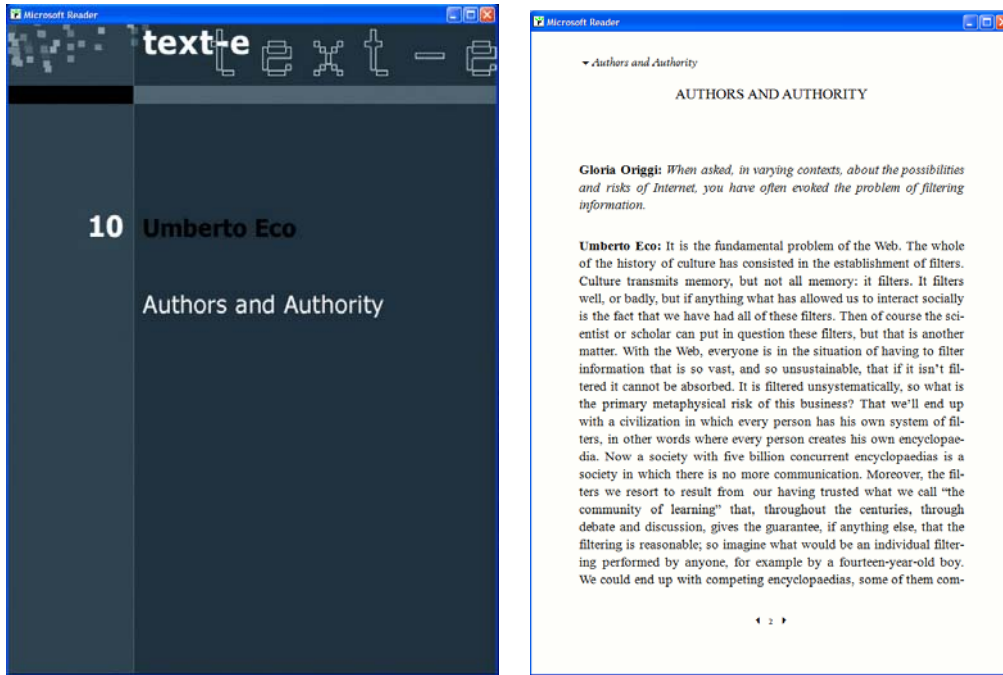 Microsoft Reader
text-e
text-e
10 Umberto Eco
Authors and Authority
Microsoft Reader
Authors and Authority
AUTHORS AND AUTHORITY
Gloria Origgi: When asked, in varying contexts, about the possibilities
and risks of Internet, you have often evoked the problem of filtering
information.
Umberto Eco: It is the fundamental problem of the Web. The whole
of the history of culture has consisted in the establishment of filters.
Culture transmits memory, but not all memory: it filters. It filters
well, or badly, but if anything what has allowed us to interact socially
is the fact that we have had all of these filters. Then of course the sci-
entist or scholar can put in question these filters, but that is another
matter. With the Web, everyone is in the situation of having to filter
information that is so vast, and so unsustainable, that if it isn't fil-
tered it cannot be absorbed. It is filtered unsystematically, so what is
the primary metaphysical risk of this business? That we'll end up
with a civilization in which every person has his own system of fil-
ters, in other words where every person creates his own encyclopae-
dia. Now a society with five billion concurrent encyclopaedias is a
society in which there is no more communication. Moreover, the fil-
ters we resort to result from our having trusted what we call "the
community of learning" that, throughout the centuries, through
debate and discussion, gives the guarantee, if anything else, that the
filtering is reasonable; so imagine what would be an individual filter-
ing performed by anyone, for example by a fourteen-year-old boy.
We could end up with competing encyclopaedias, some of them com-
2